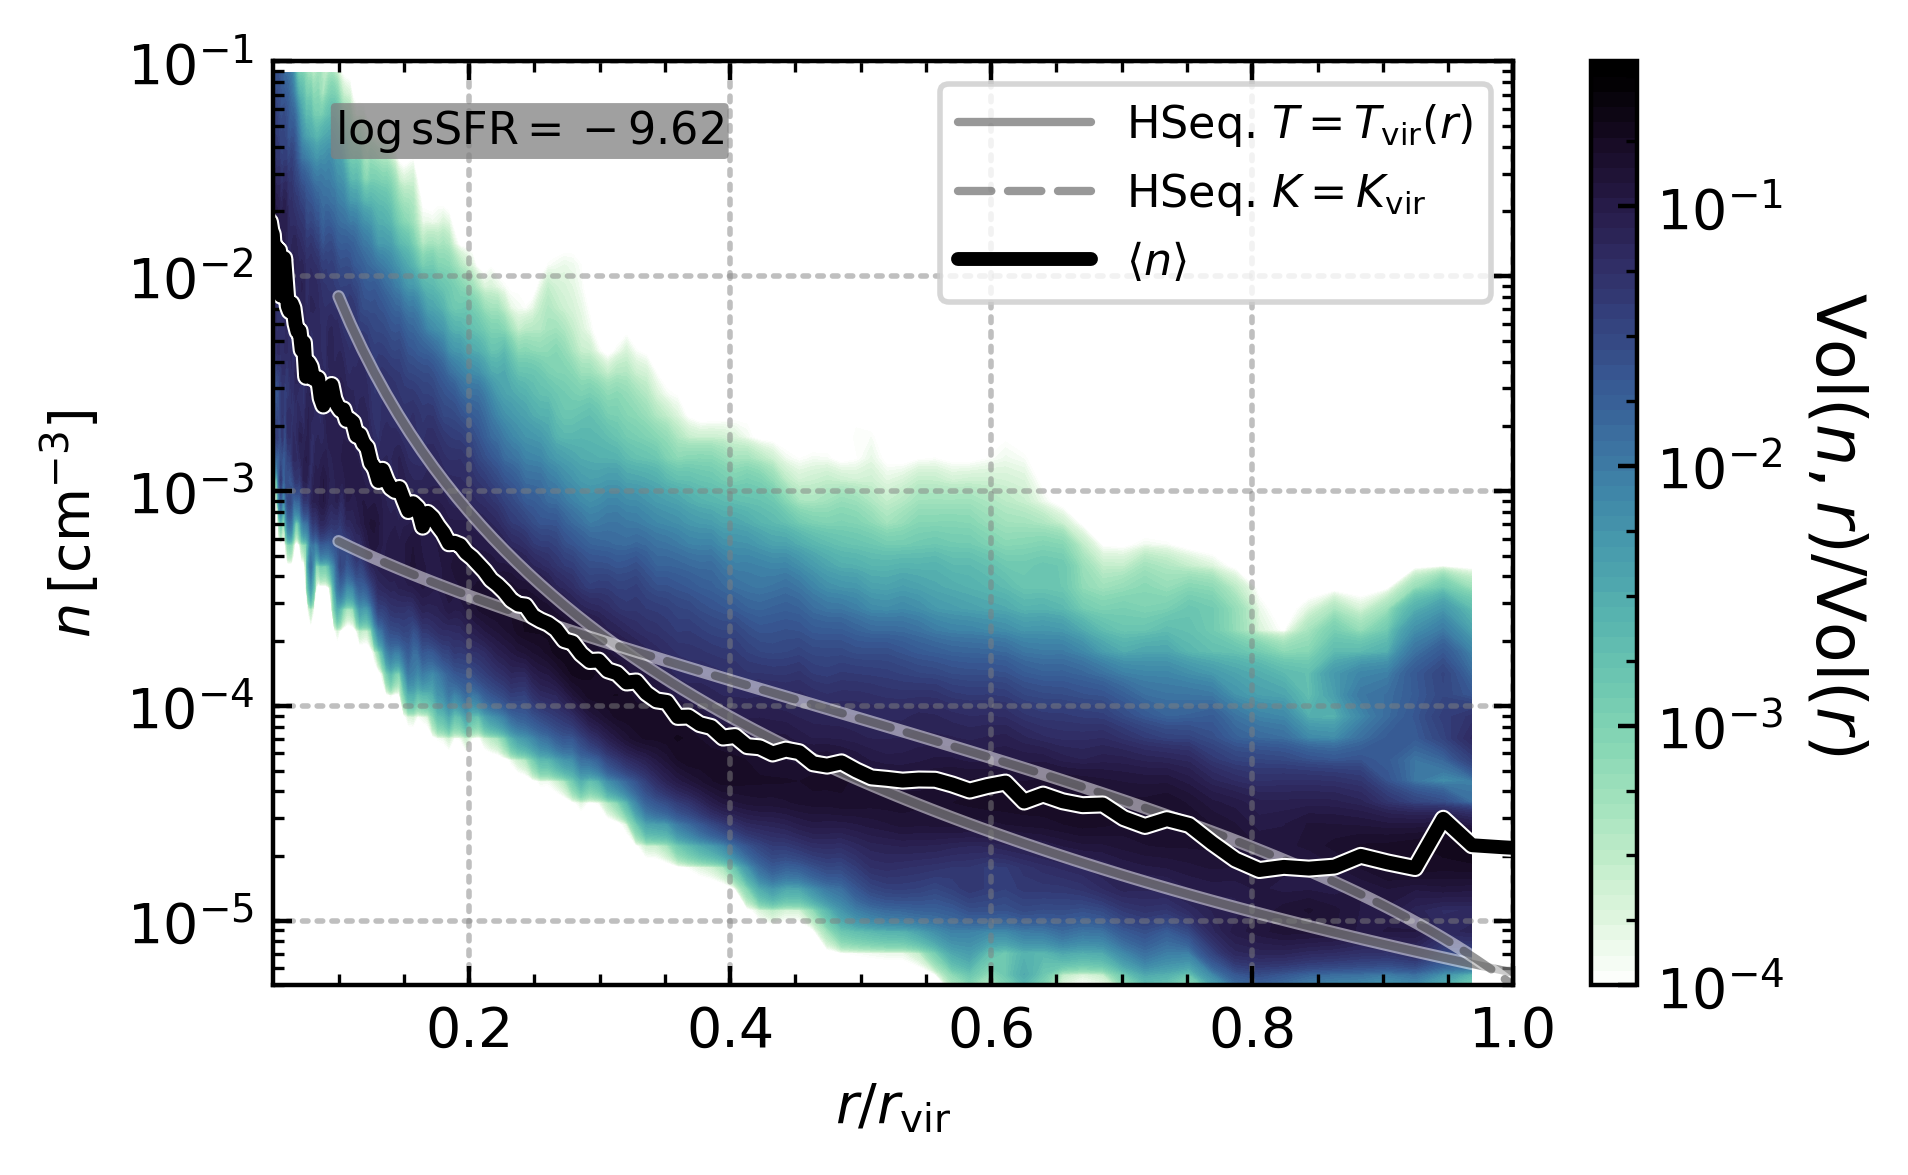 10⁻¹
10⁻²
10⁻³
10⁻⁴
10⁻⁵
n [cm⁻³]
log sSFR = −9.62
HSeq. T = T_vir(r)
HSeq. K = K_vir
⟨n⟩
0.2 0.4 0.6 0.8 1.0
r/r_vir
10⁻¹
10⁻²
10⁻³
10⁻⁴
Vol(n, r)/Vol(r)